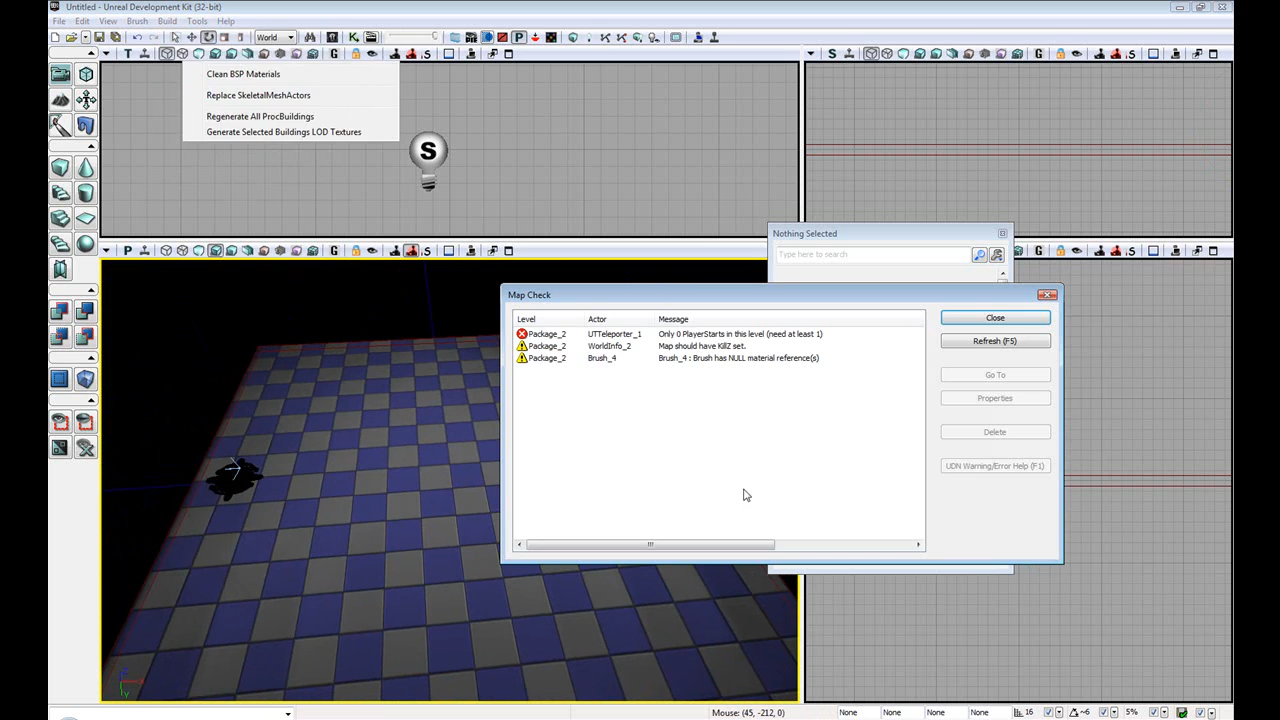 Untitled - Unreal Development Kit (32-bit)
File Edit View Brush Build Tools Help
World
T G S
S G
Clean BSP Materials
Replace SkeletalMeshActors
Regenerate All ProcBuildings
Generate Selected Buildings LOD Textures
S
Nothing Selected
P G S
Type here to search
Map Check
Level Actor Message
Package_2 UTTeleporter_1 Only 0 PlayerStarts in this level (need at least 1)
Package_2 WorldInfo_2 Map should have KillZ set.
Package_2 Brush_4 Brush_4 : Brush has NULL material reference(s)
Close
Refresh (F5)
Go To
Properties
Delete
UDN Warning/Error Help (F1)
Mouse: (45, -212, 0) None None None None 16 ~6 5%